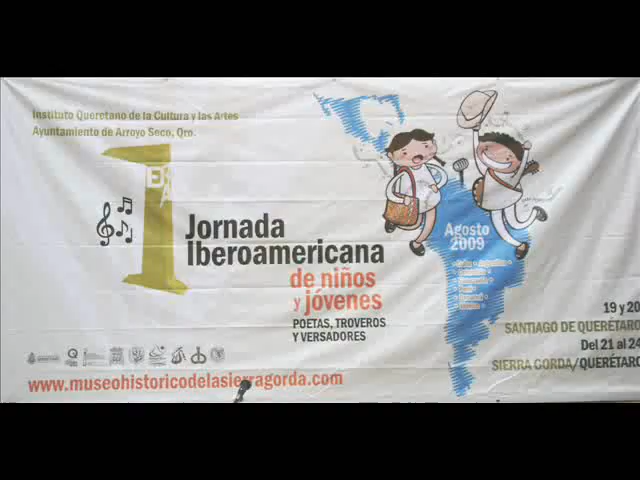 Instituto Queretano de la Cultura y las Artes
Ayuntamiento de Arroyo Seco, Qro.
1
ER
A
Jornada
Iberoamericana
de niños
y jóvenes
POETAS, TROVEROS
Y VERSADORES
Agosto
2009
19 y 20
SANTIAGO DE QUERÉTARO
Del 21 al 24
SIERRA GORDA/QUERÉTARO
www.museohistoricodelasierragorda.com